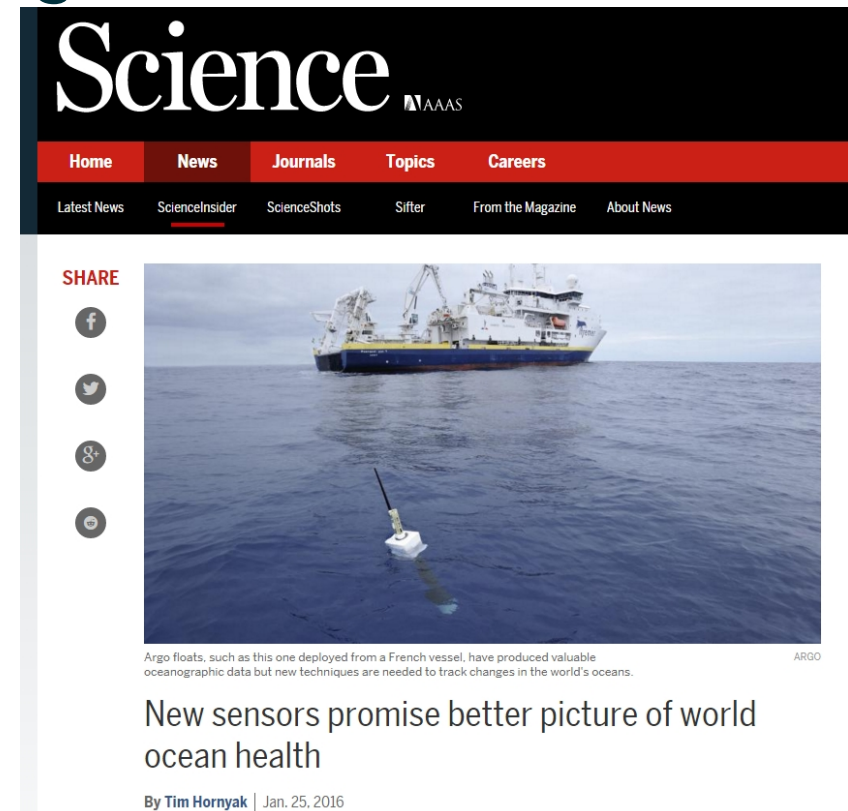 Science AAAS
Home News Journals Topics Careers
Latest News ScienceInsider ScienceShots Sifter From the Magazine About News
SHARE
f
8+
Argo floats, such as this one deployed from a French vessel, have produced valuable
oceanographic data but new techniques are needed to track changes in the world's oceans.
ARGO
New sensors promise better picture of world
ocean health
By Tim Hornyak | Jan. 25, 2016